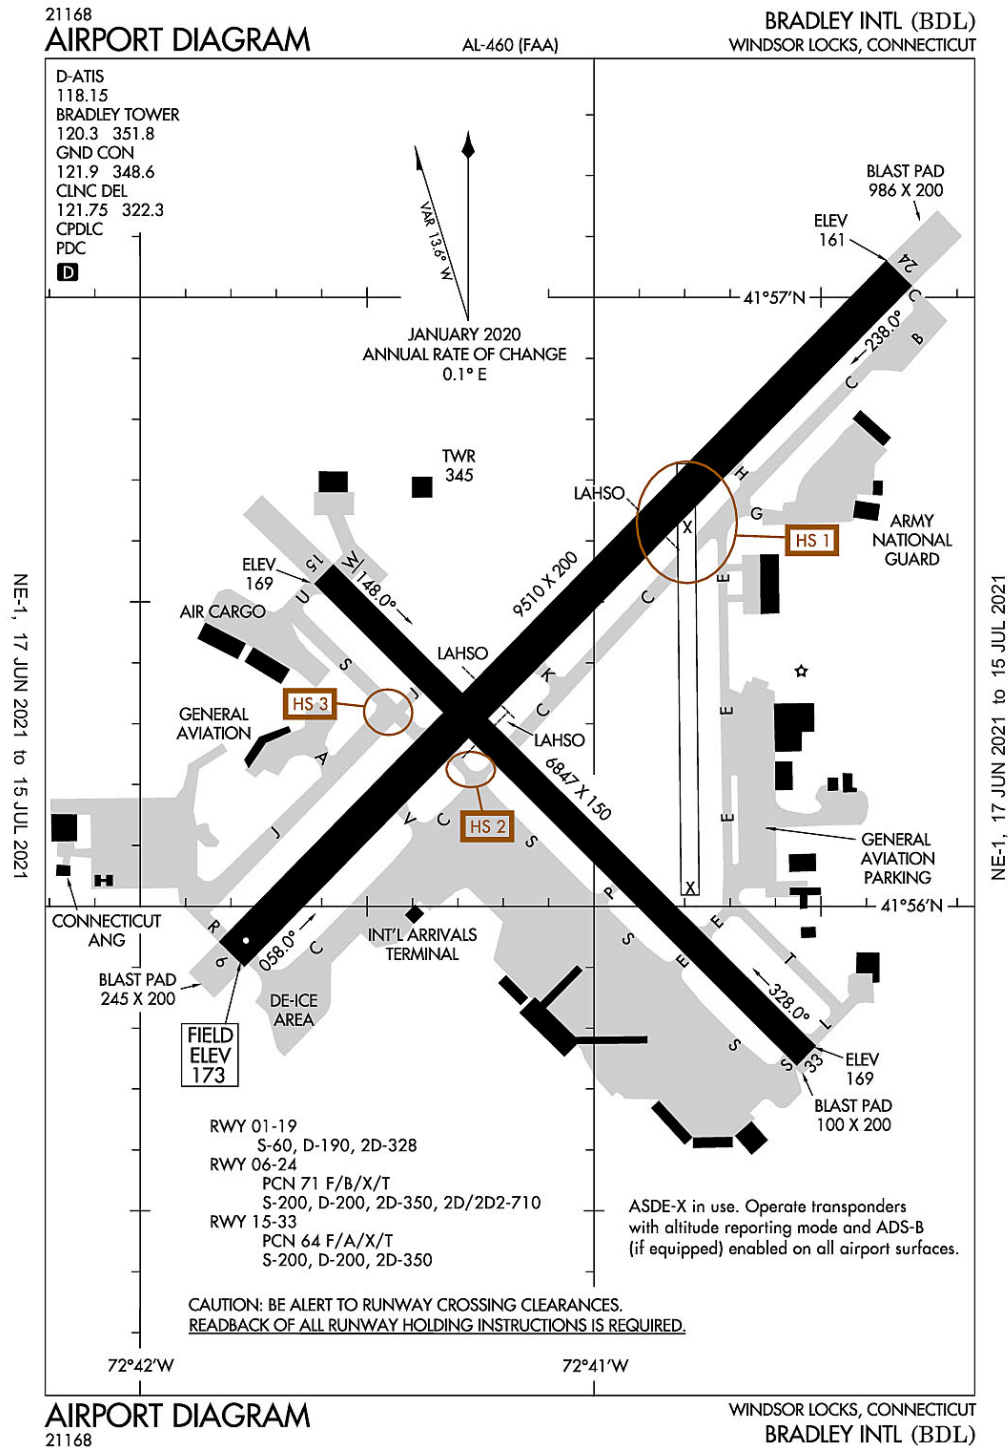 21168
AIRPORT DIAGRAM
AL-460 (FAA)
BRADLEY INTL (BDL)
WINDSOR LOCKS, CONNECTICUT
D-ATIS
118.15
BRADLEY TOWER
120.3 351.8
GND CON
121.9 348.6
CLNC DEL
121.75 322.3
CPDLC
PDC
D
VAR 13.6° W
JANUARY 2020
ANNUAL RATE OF CHANGE
0.1° E
BLAST PAD
986 X 200
ELEV
161
24
41°57'N
C
238.0°
B
C
TWR
345
LAHSO
H
G
HS 1
X
ARMY
NATIONAL
GUARD
15
W
ELEV
169
148.0°
U
9510 X 200
E
C
AIR CARGO
LAHSO
S
K
J
C
HS 3
GENERAL
AVIATION
A
LAHSO
E
6847 X 150
J
V
C
HS 2
S
E
GENERAL
AVIATION
PARKING
X
P
41°56'N
CONNECTICUT
ANG
H
R
6
058.0°
C
INT'L ARRIVALS
TERMINAL
S
E
E
T
BLAST PAD
245 X 200
DE-ICE
AREA
328.0°
L
FIELD
ELEV
173
S
S
33
ELEV
169
BLAST PAD
100 X 200
RWY 01-19
S-60, D-190, 2D-328
RWY 06-24
PCN 71 F/B/X/T
S-200, D-200, 2D-350, 2D/2D2-710
RWY 15-33
PCN 64 F/A/X/T
S-200, D-200, 2D-350
ASDE-X in use. Operate transponders
with altitude reporting mode and ADS-B
(if equipped) enabled on all airport surfaces.
CAUTION: BE ALERT TO RUNWAY CROSSING CLEARANCES.
READBACK OF ALL RUNWAY HOLDING INSTRUCTIONS IS REQUIRED.
72°42'W
72°41'W
NE-1, 17 JUN 2021 to 15 JUL 2021
NE-1, 17 JUN 2021 to 15 JUL 2021
AIRPORT DIAGRAM
21168
WINDSOR LOCKS, CONNECTICUT
BRADLEY INTL (BDL)